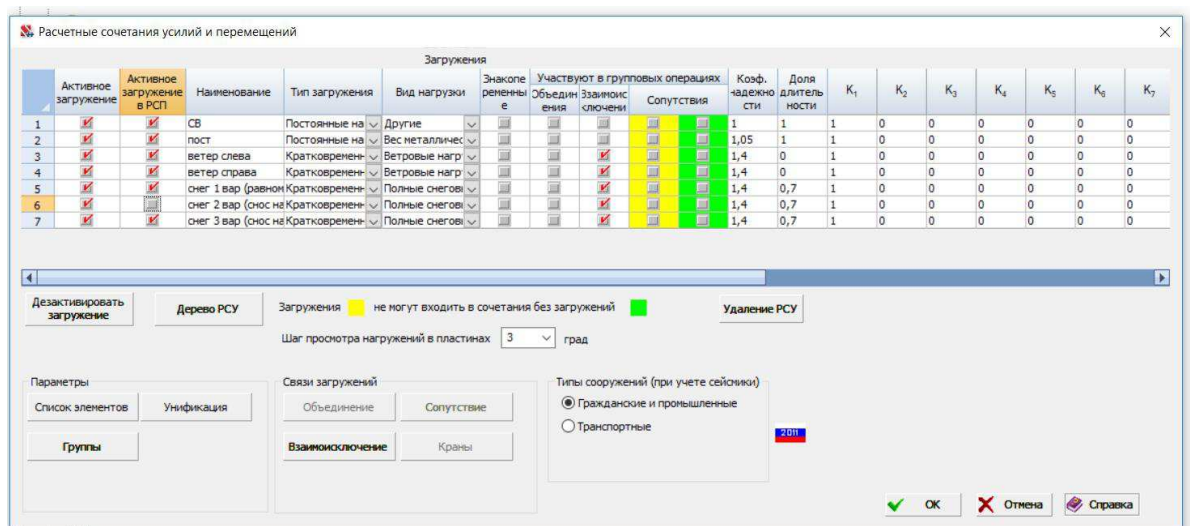 Расчетные сочетания усилий и перемещений
Загружения
Активное загружение
Активное загружение в РСП
Наименование
Тип загружения
Вид нагрузки
Знакопе ременны е
Участвуют в групповых операциях
Объедин ения
Взаимоис ключени
Сопутствия
Коэф. надежно сти
Доля длитель ности
K₁ K₂ K₃ K₄ K₅ K₆ K₇
1 СВ Постоянные на Другие 1 1 1 0 0 0 0 0 0
2 пост Постоянные на Вес металличес 1,05 1 1 0 0 0 0 0 0
3 ветер слева Кратковременн Ветровые нагр 1,4 0 1 0 0 0 0 0 0
4 ветер справа Кратковременн Ветровые нагр 1,4 0 1 0 0 0 0 0 0
5 снег 1 вар (равном Кратковременн Полные снегов 1,4 0,7 1 0 0 0 0 0 0
6 снег 2 вар (снос на Кратковременн Полные снегов 1,4 0,7 1 0 0 0 0 0 0
7 снег 3 вар (снос на Кратковременн Полные снегов 1,4 0,7 1 0 0 0 0 0 0
Дезактивировать загружение
Дерево РСУ
Загружения не могут входить в сочетания без загружений
Удаление РСУ
Шаг просмотра нагружений в пластинах 3 град
Параметры
Список элементов
Унификация
Группы
Связи загружений
Объединение
Сопутствие
Взаимоисключение
Краны
Типы сооружений (при учете сейсмики)
Гражданские и промышленные
Транспортные
2011
OK
Отмена
Справка